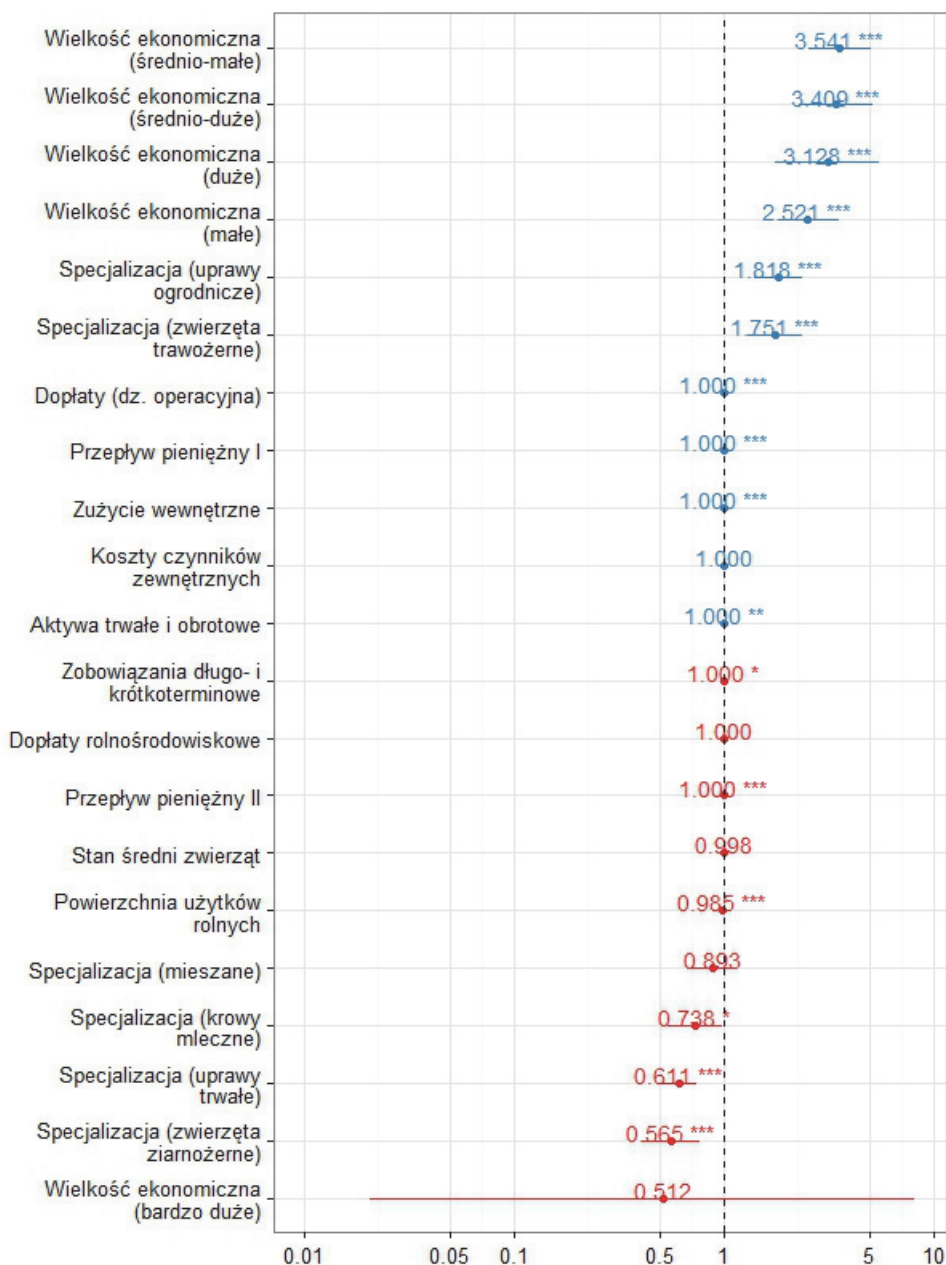 Wielkość ekonomiczna
(średnio-małe)
3.541 ***
Wielkość ekonomiczna
(średnio-duże)
3.409 ***
Wielkość ekonomiczna
(duże)
3.128 ***
Wielkość ekonomiczna
(małe)
2.521 ***
Specjalizacja (uprawy
ogrodnicze)
1.818 ***
Specjalizacja (zwierzęta
trawożerne)
1.751 ***
Dopłaty (dz. operacyjna)
1.000 ***
Przepływ pieniężny I
1.000 ***
Zużycie wewnętrzne
1.000 ***
Koszty czynników
zewnętrznych
1.000
Aktywa trwałe i obrotowe
1.000 **
Zobowiązania długo- i
krótkoterminowe
1.000 *
Dopłaty rolnośrodowiskowe
1.000
Przepływ pieniężny II
1.000 ***
Stan średni zwierząt
0.998
Powierzchnia użytków
rolnych
0.985 ***
Specjalizacja (mieszane)
0.893
Specjalizacja (krowy
mleczne)
0.738 *
Specjalizacja (uprawy
trwałe)
0.611 ***
Specjalizacja (zwierzęta
ziarnożerne)
0.565 ***
Wielkość ekonomiczna
(bardzo duże)
0.512
0.01 0.05 0.1 0.5 1 5 10